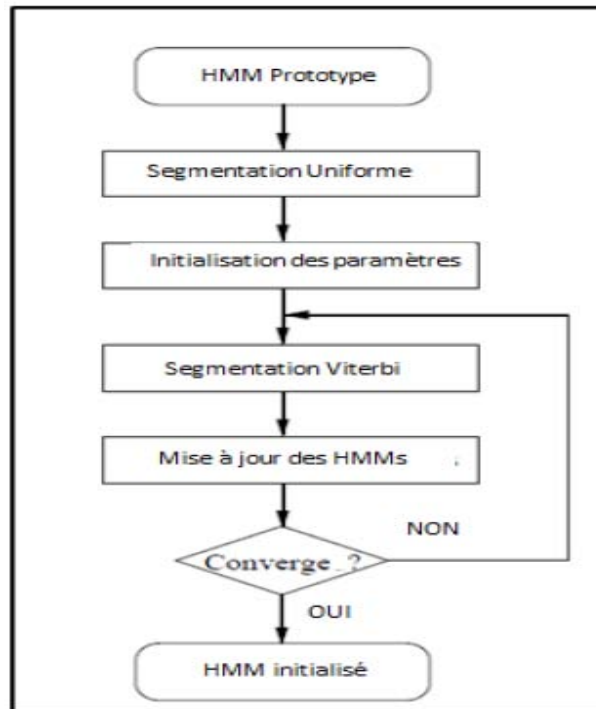 HMM Prototype
Segmentation Uniforme
Initialisation des paramètres
Segmentation Viterbi
Mise à jour des HMMs
NON
Converge ?
OUI
HMM initialisé